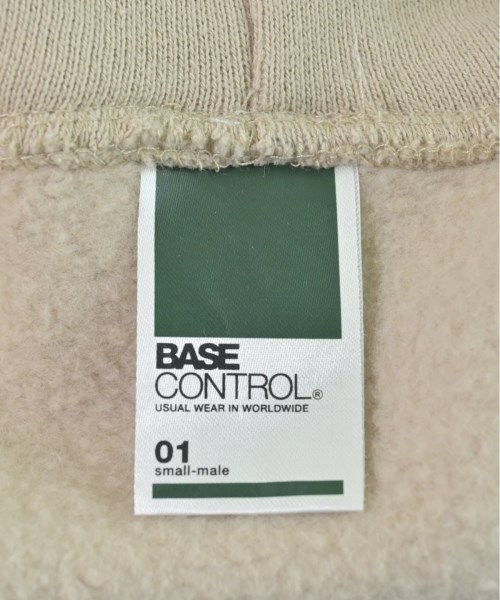 BASE
CONTROL®
USUAL WEAR IN WORLDWIDE
01
small-male